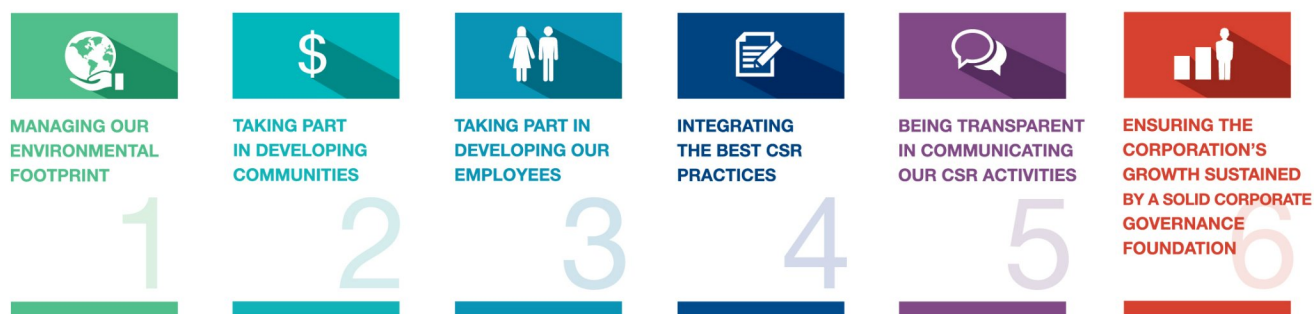 $
MANAGING OUR
ENVIRONMENTAL
FOOTPRINT
1
TAKING PART
IN DEVELOPING
COMMUNITIES
2
TAKING PART IN
DEVELOPING OUR
EMPLOYEES
3
INTEGRATING
THE BEST CSR
PRACTICES
4
BEING TRANSPARENT
IN COMMUNICATING
OUR CSR ACTIVITIES
5
ENSURING THE
CORPORATION'S
GROWTH SUSTAINED
BY A SOLID CORPORATE
GOVERNANCE
FOUNDATION
6